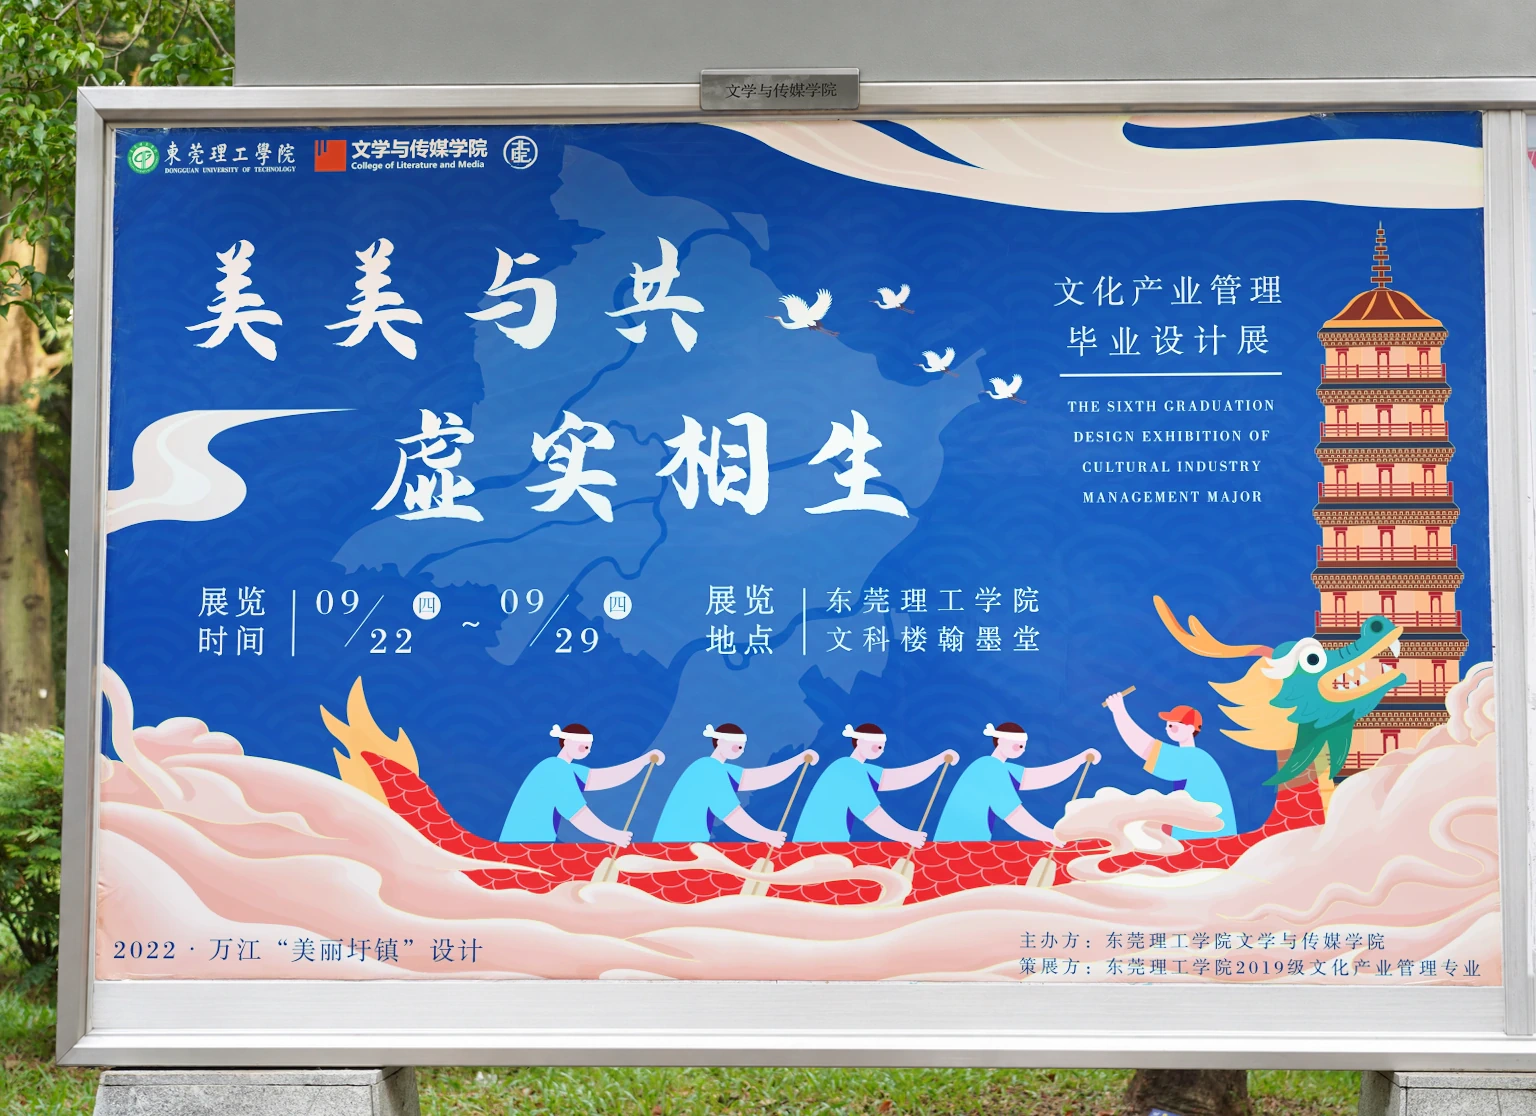 文学与传媒学院
東莞理工學院
DONGGUAN UNIVERSITY OF TECHNOLOGY
文学与传媒学院
College of Literature and Media
美美与共
虚实相生
文化产业管理
毕业设计展
THE SIXTH GRADUATION
DESIGN EXHIBITION OF
CULTURAL INDUSTRY
MANAGEMENT MAJOR
展览时间
09/22 四 ~ 09/29 四
展览地点
东莞理工学院
文科楼翰墨堂
2022 · 万江“美丽圩镇”设计
主办方：东莞理工学院文学与传媒学院
策展方：东莞理工学院2019级文化产业管理专业